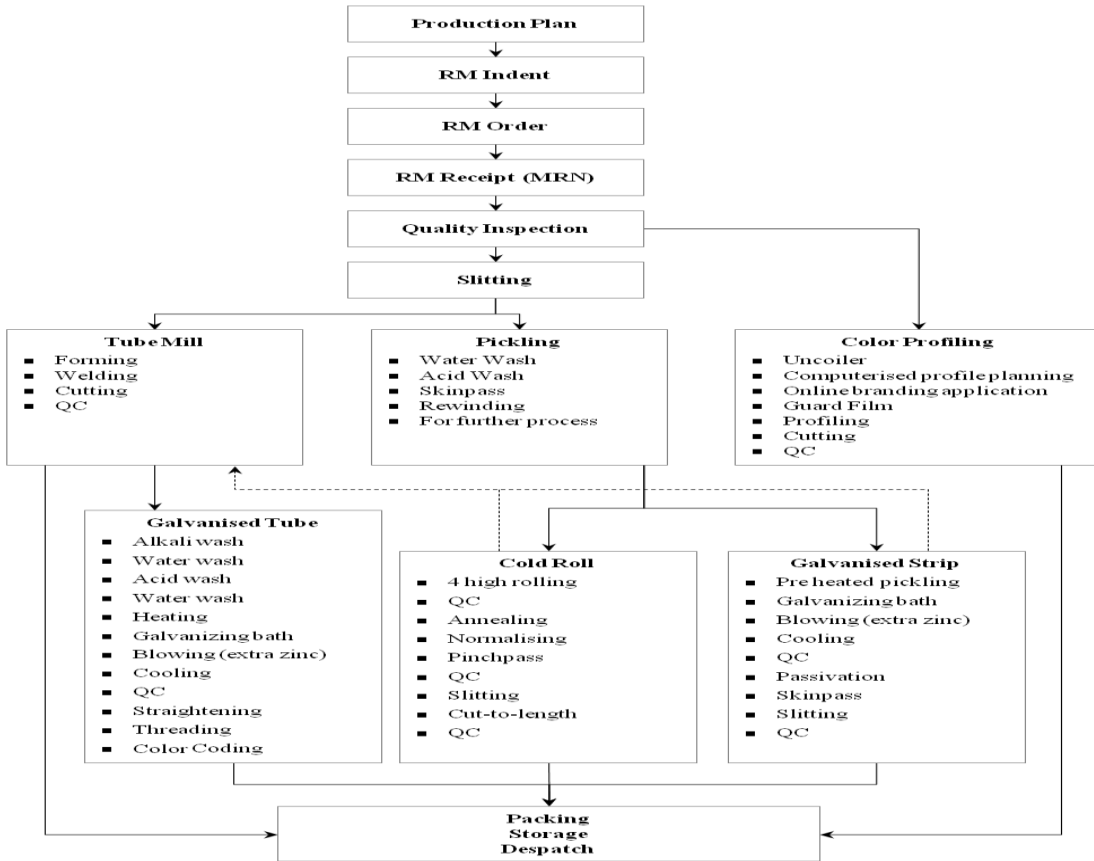 Production Plan
RM Indent
RM Order
RM Receipt (MRN)
Quality Inspection
Slitting
Tube Mill
▪ Forming
▪ Welding
▪ Cutting
▪ QC
Pickling
▪ Water Wash
▪ Acid Wash
▪ Skinpass
▪ Rewinding
▪ For further process
Color Profiling
▪ Uncoiler
▪ Computerised profile planning
▪ Online branding application
▪ Guard Film
▪ Profiling
▪ Cutting
▪ QC
Galvanised Tube
▪ Alkali wash
▪ Water wash
▪ Acid wash
▪ Water wash
▪ Heating
▪ Galvanizing bath
▪ Blowing (extra zinc)
▪ Cooling
▪ QC
▪ Straightening
▪ Threading
▪ Color Coding
Cold Roll
▪ 4 high rolling
▪ QC
▪ Annealing
▪ Normalising
▪ Pinchpass
▪ QC
▪ Slitting
▪ Cut-to-length
▪ QC
Galvanised Strip
▪ Pre heated pickling
▪ Galvanizing bath
▪ Blowing (extra zinc)
▪ Cooling
▪ QC
▪ Passivation
▪ Skinpass
▪ Slitting
▪ QC
Packing
Storage
Despatch